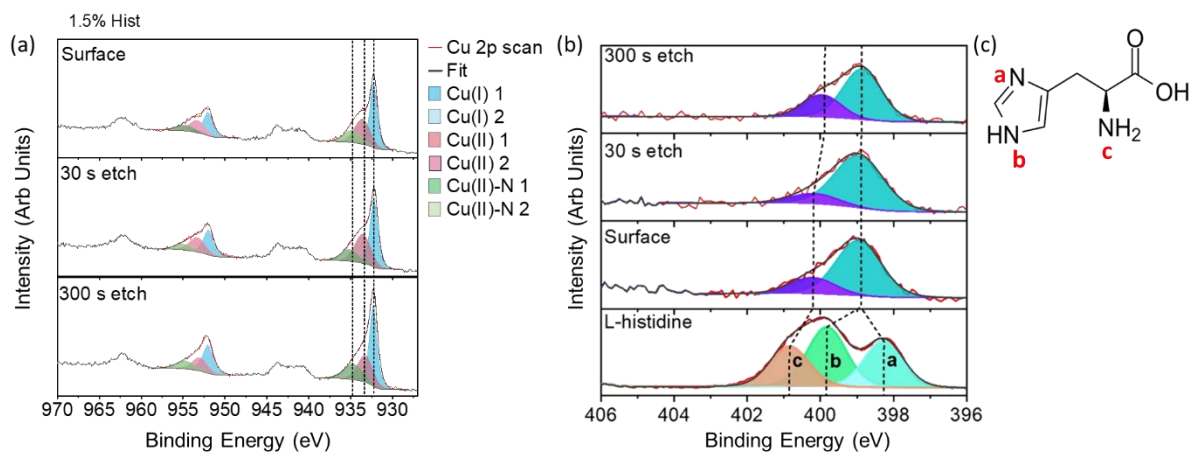 1.5% Hist
(a)
Surface
30 s etch
300 s etch
Intensity (Arb Units)
970 965 960 955 950 945 940 935 930
Binding Energy (eV)
Cu 2p scan
Fit
Cu(I) 1
Cu(I) 2
Cu(II) 1
Cu(II) 2
Cu(II)-N 1
Cu(II)-N 2
(b)
300 s etch
30 s etch
Surface
L-histidine
c b a
Intensity (Arb Units)
406 404 402 400 398 396
Binding Energy (eV)
(c)
O
a N
OH
HN
NH2
b
c